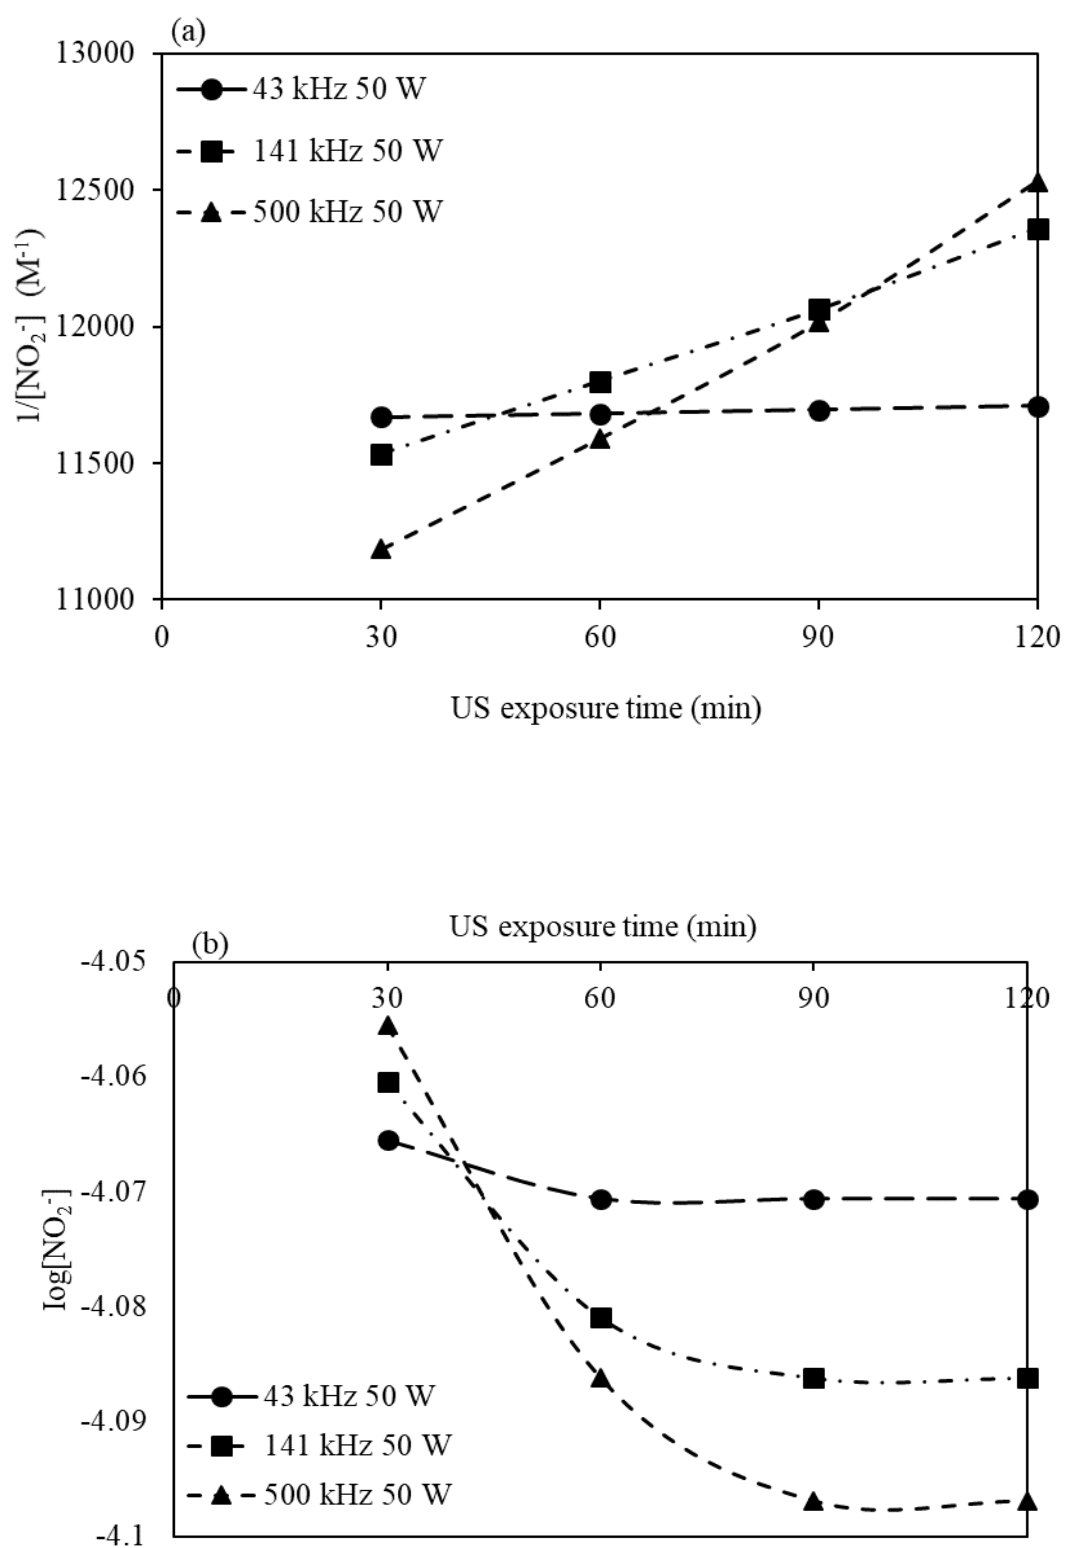 (a)
13000
43 kHz 50 W
141 kHz 50 W
12500
500 kHz 50 W
1/[NO₂⁻] (M⁻¹)
12000
11500
11000
0 30 60 90 120
US exposure time (min)
US exposure time (min)
(b)
-4.05
0 30 60 90 120
-4.06
-4.07
log[NO₂⁻]
-4.08
43 kHz 50 W
-4.09
141 kHz 50 W
500 kHz 50 W
-4.1